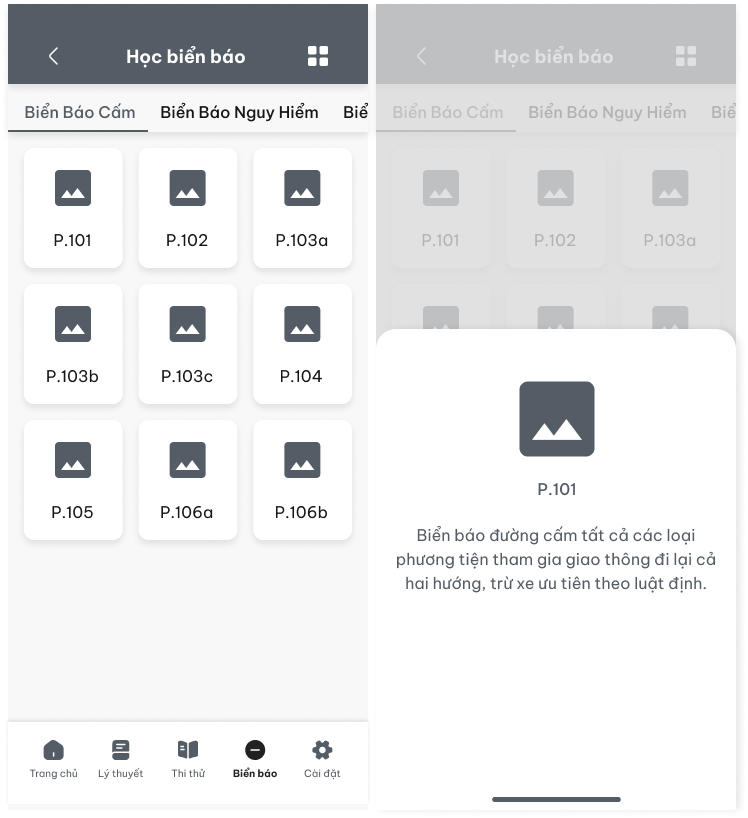 Học biển báo
Biển Báo Cấm Biển Báo Nguy Hiểm Biể
P.101 P.102 P.103a
P.103b P.103c P.104
P.105 P.106a P.106b
Trang chủ Lý thuyết Thi thử Biển báo Cài đặt
Học biển báo
Biển Báo Cấm Biển Báo Nguy Hiểm Biể
P.101 P.102 P.103a
P.101
Biển báo đường cấm tất cả các loại
phương tiện tham gia giao thông đi lại cả
hai hướng, trừ xe ưu tiên theo luật định.